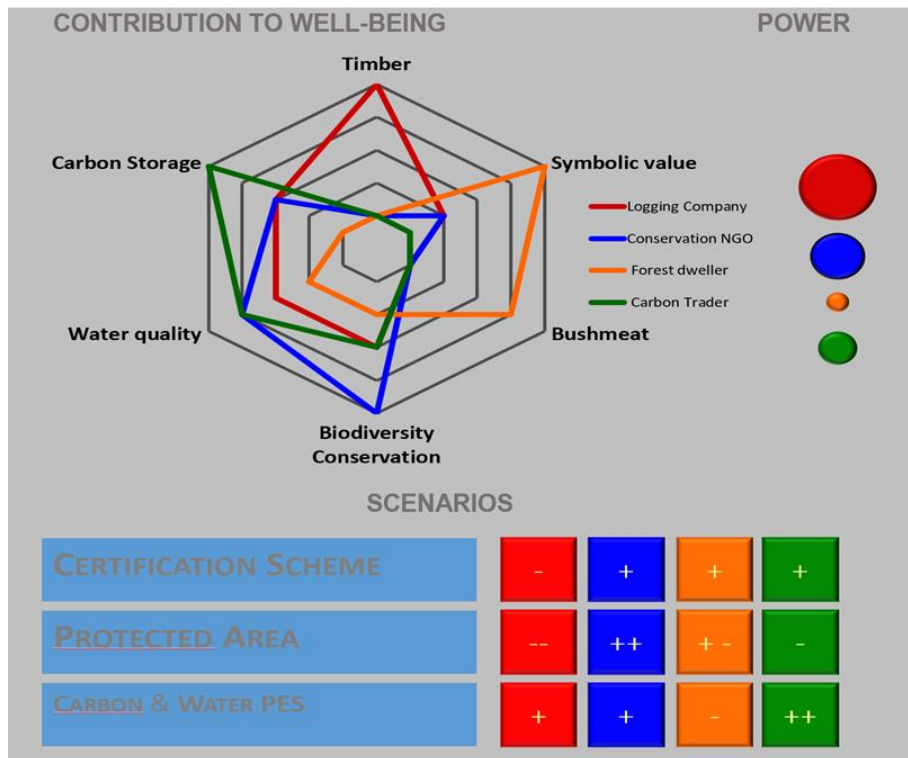 CONTRIBUTION TO WELL-BEING
POWER
Timber
Carbon Storage
Symbolic value
Logging Company
Conservation NGO
Forest dweller
Carbon Trader
Water quality
Bushmeat
Biodiversity
Conservation
SCENARIOS
CERTIFICATION SCHEME
- + + +
PROTECTED AREA
-- ++ + - -
CARBON & WATER PES
+ + - ++